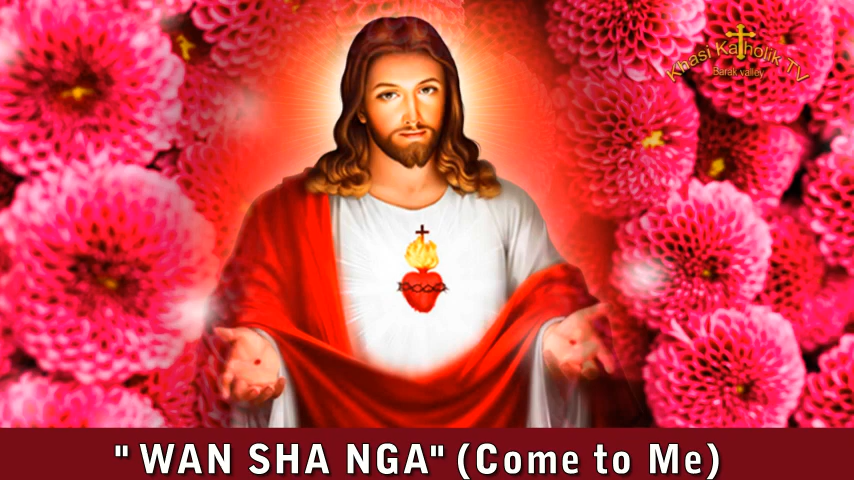 Khasi Katholik TV
Barak valley
" WAN SHA NGA" (Come to Me)